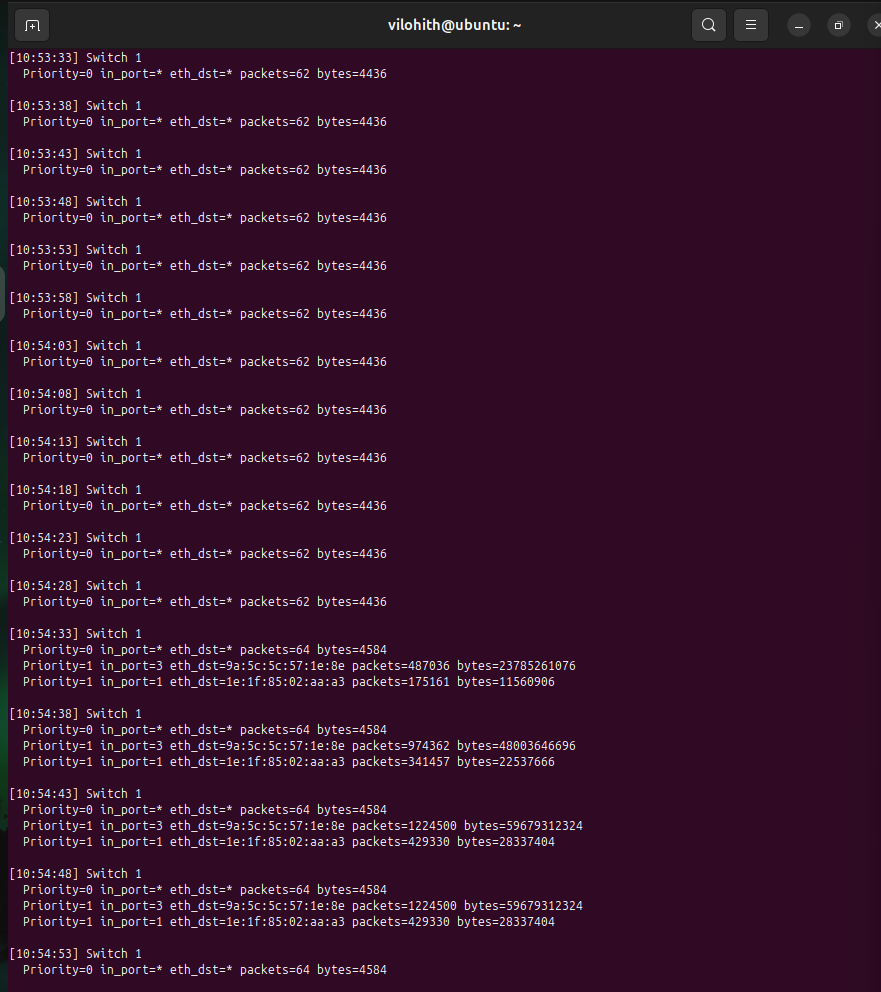 vilohith@ubuntu: ~
[10:53:33] Switch 1
Priority=0 in_port=* eth_dst=* packets=62 bytes=4436
[10:53:38] Switch 1
Priority=0 in_port=* eth_dst=* packets=62 bytes=4436
[10:53:43] Switch 1
Priority=0 in_port=* eth_dst=* packets=62 bytes=4436
[10:53:48] Switch 1
Priority=0 in_port=* eth_dst=* packets=62 bytes=4436
[10:53:53] Switch 1
Priority=0 in_port=* eth_dst=* packets=62 bytes=4436
[10:53:58] Switch 1
Priority=0 in_port=* eth_dst=* packets=62 bytes=4436
[10:54:03] Switch 1
Priority=0 in_port=* eth_dst=* packets=62 bytes=4436
[10:54:08] Switch 1
Priority=0 in_port=* eth_dst=* packets=62 bytes=4436
[10:54:13] Switch 1
Priority=0 in_port=* eth_dst=* packets=62 bytes=4436
[10:54:18] Switch 1
Priority=0 in_port=* eth_dst=* packets=62 bytes=4436
[10:54:23] Switch 1
Priority=0 in_port=* eth_dst=* packets=62 bytes=4436
[10:54:28] Switch 1
Priority=0 in_port=* eth_dst=* packets=62 bytes=4436
[10:54:33] Switch 1
Priority=0 in_port=* eth_dst=* packets=64 bytes=4584
Priority=1 in_port=3 eth_dst=9a:5c:5c:57:1e:8e packets=487036 bytes=23785261076
Priority=1 in_port=1 eth_dst=1e:1f:85:02:aa:a3 packets=175161 bytes=11560906
[10:54:38] Switch 1
Priority=0 in_port=* eth_dst=* packets=64 bytes=4584
Priority=1 in_port=3 eth_dst=9a:5c:5c:57:1e:8e packets=974362 bytes=48003646696
Priority=1 in_port=1 eth_dst=1e:1f:85:02:aa:a3 packets=341457 bytes=22537666
[10:54:43] Switch 1
Priority=0 in_port=* eth_dst=* packets=64 bytes=4584
Priority=1 in_port=3 eth_dst=9a:5c:5c:57:1e:8e packets=1224500 bytes=59679312324
Priority=1 in_port=1 eth_dst=1e:1f:85:02:aa:a3 packets=429330 bytes=28337404
[10:54:48] Switch 1
Priority=0 in_port=* eth_dst=* packets=64 bytes=4584
Priority=1 in_port=3 eth_dst=9a:5c:5c:57:1e:8e packets=1224500 bytes=59679312324
Priority=1 in_port=1 eth_dst=1e:1f:85:02:aa:a3 packets=429330 bytes=28337404
[10:54:53] Switch 1
Priority=0 in_port=* eth_dst=* packets=64 bytes=4584